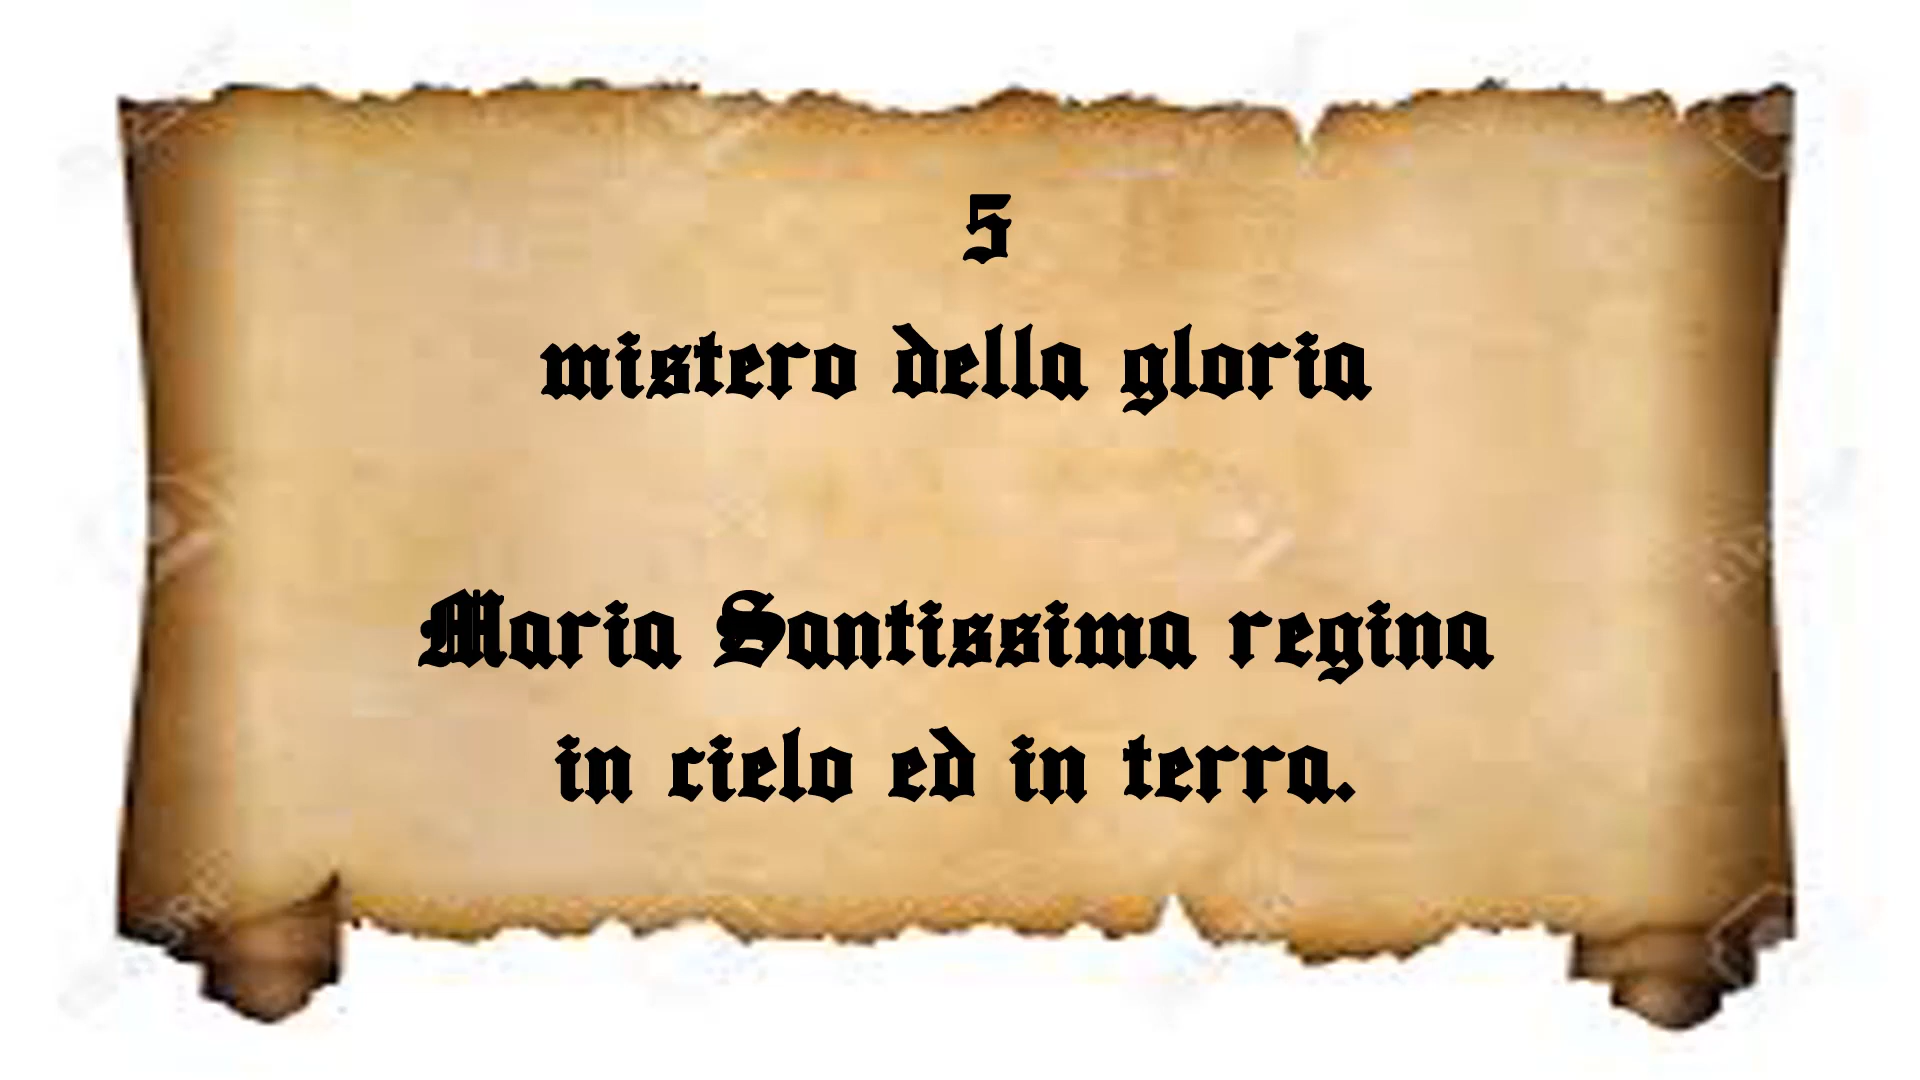 5
mistero della gloria
Maria Santissima regina
in cielo ed in terra.